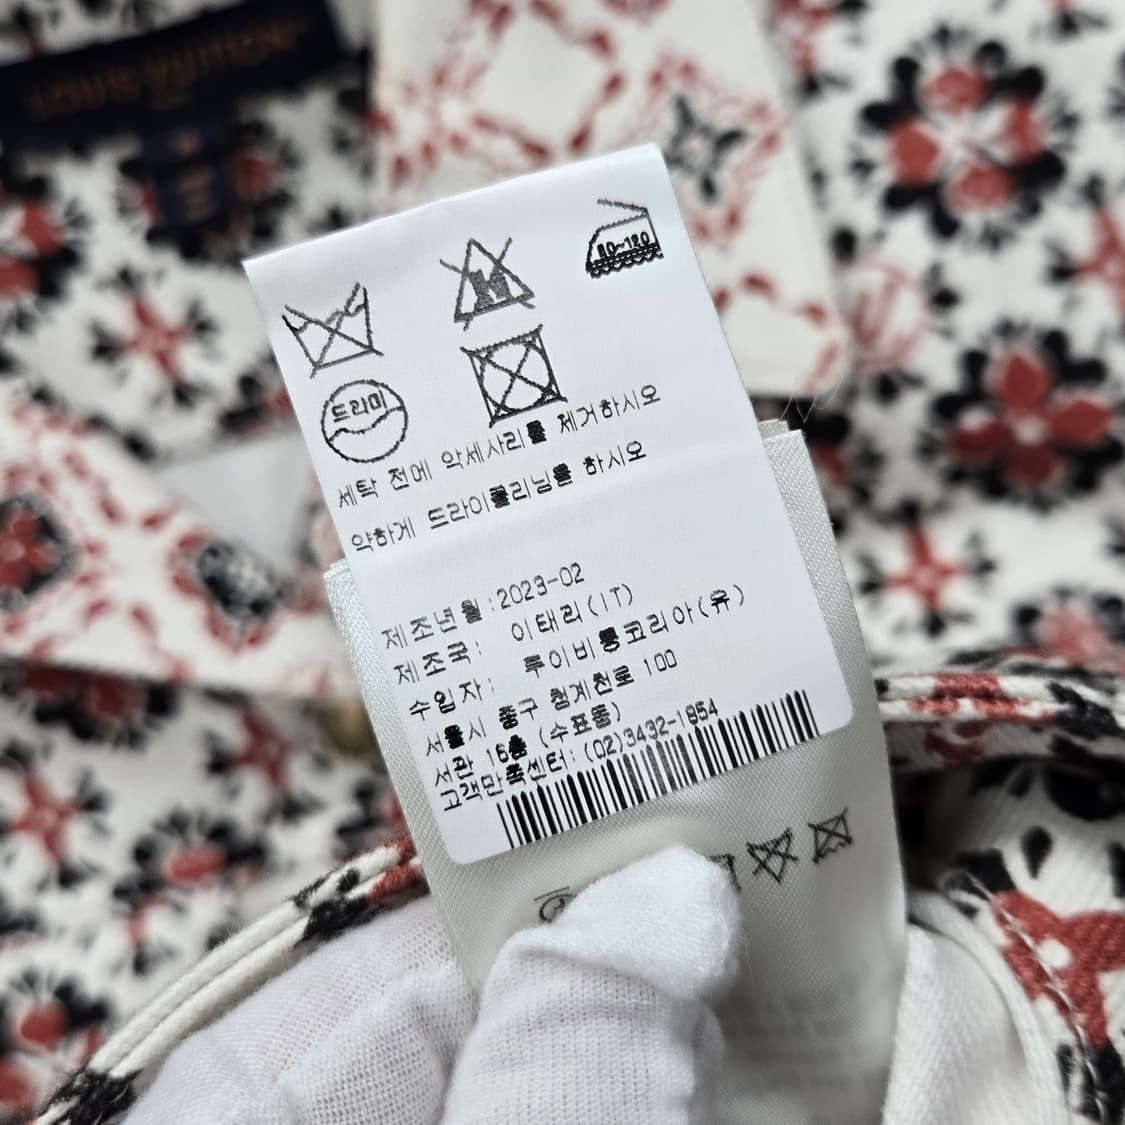 LOUIS VUITTON
80~120
드라이
세탁 전에 악세사리를 제거하시오
약하게 드라이클리닝을 하시오
제조년월:2023-02
제조국: 이태리(IT)
수입자: 루이비통코리아(유)
서울시 중구 청계천로 100
서관 16층 (수표동)
고객만족센터: (02)3432-1854